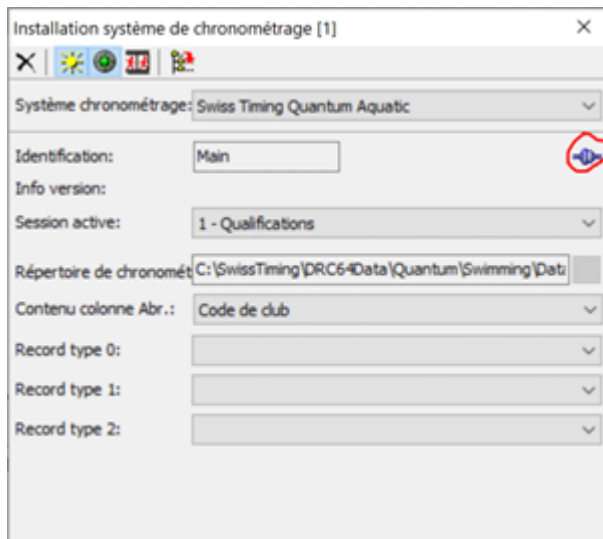 Installation système de chronométrage [1]
Système chronométrage: Swiss Timing Quantum Aquatic
Identification: Main
Info version:
Session active: 1 - Qualifications
Répertoire de chronomét C:\SwissTiming\DRC64Data\Quantum\Swimming\Data
Contenu colonne Abr.: Code de club
Record type 0:
Record type 1:
Record type 2: